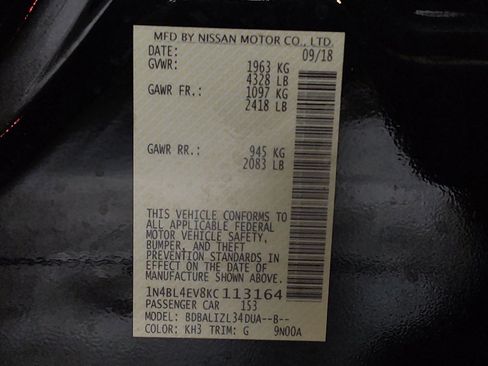 MFD BY NISSAN MOTOR CO., LTD.
DATE: 09/18
GVWR: 1963 KG
4328 LB
GAWR FR.: 1097 KG
2418 LB
GAWR RR.: 945 KG
2083 LB
THIS VEHICLE CONFORMS TO
ALL APPLICABLE FEDERAL
MOTOR VEHICLE SAFETY,
BUMPER, AND THEFT
PREVENTION STANDARDS IN
EFFECT ON THE DATE OF
MANUFACTURE SHOWN ABOVE.
1N4BL4EV8KC113164
PASSENGER CAR 153
MODEL: BDBALIZL34DUA--B--
COLOR: KH3 TRIM: G 9N00A